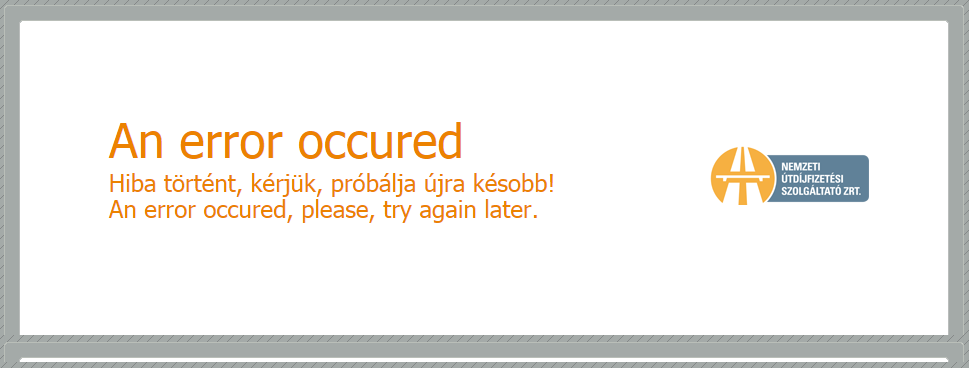 An error occured
Hiba történt, kérjük, próbálja újra késobb!
An error occured, please, try again later.
NEMZETI
ÚTDÍJFIZETÉSI
SZOLGÁLTATÓ ZRT.